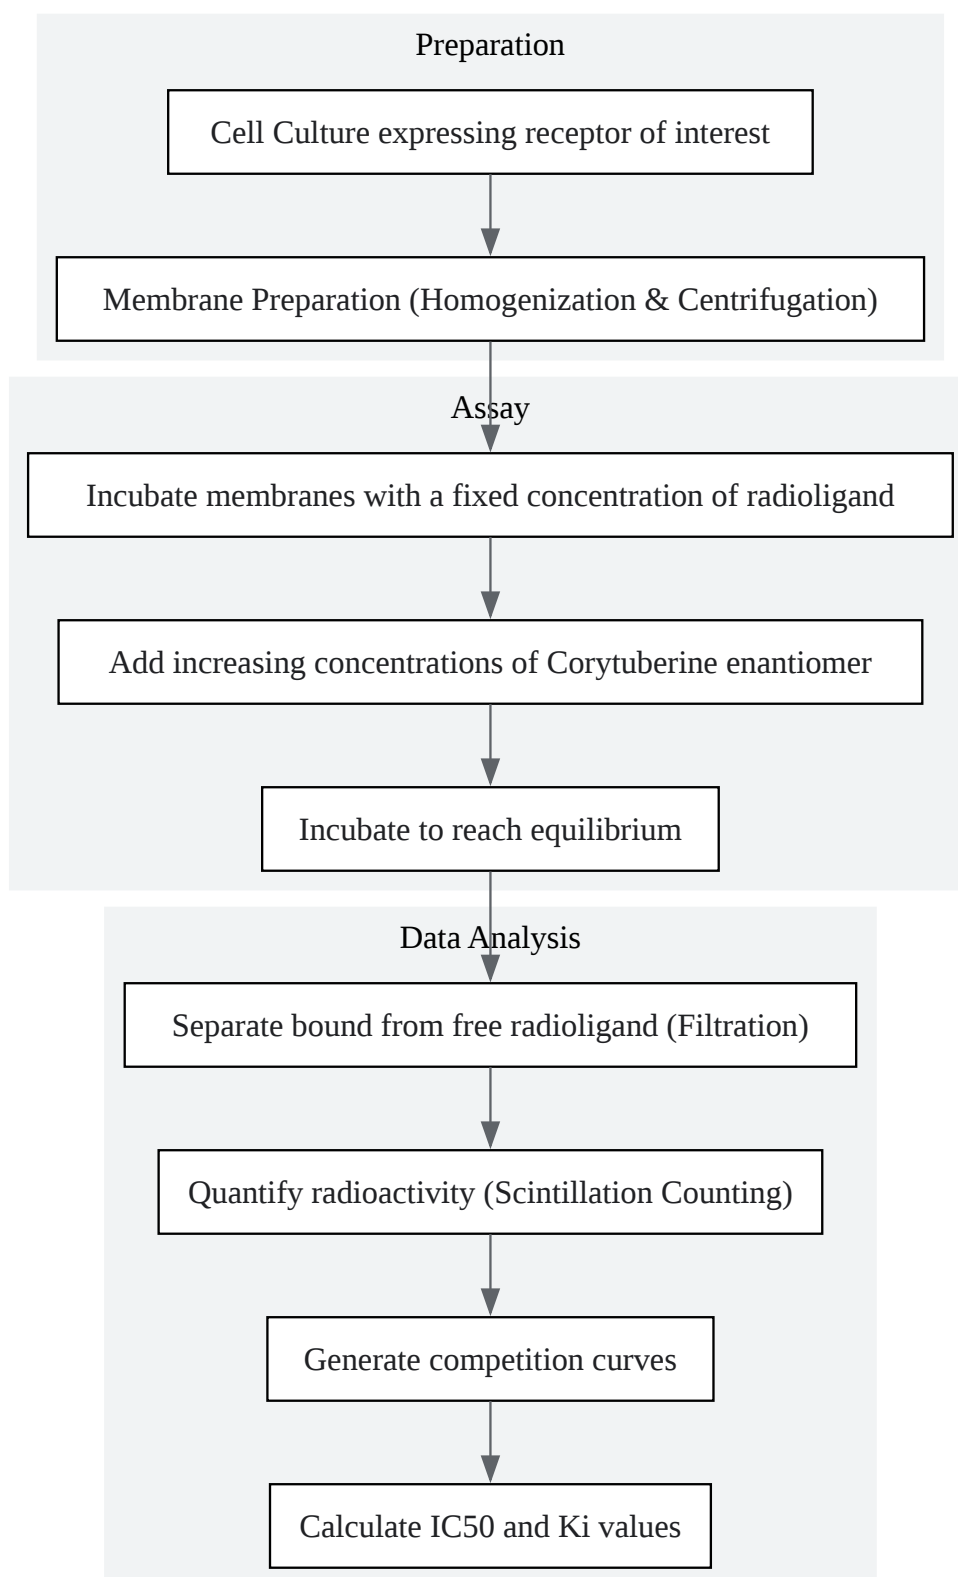 Preparation
Cell Culture expressing receptor of interest
Membrane Preparation (Homogenization & Centrifugation)
Assay
Incubate membranes with a fixed concentration of radioligand
Add increasing concentrations of Corytuberine enantiomer
Incubate to reach equilibrium
Data Analysis
Separate bound from free radioligand (Filtration)
Quantify radioactivity (Scintillation Counting)
Generate competition curves
Calculate IC50 and Ki values